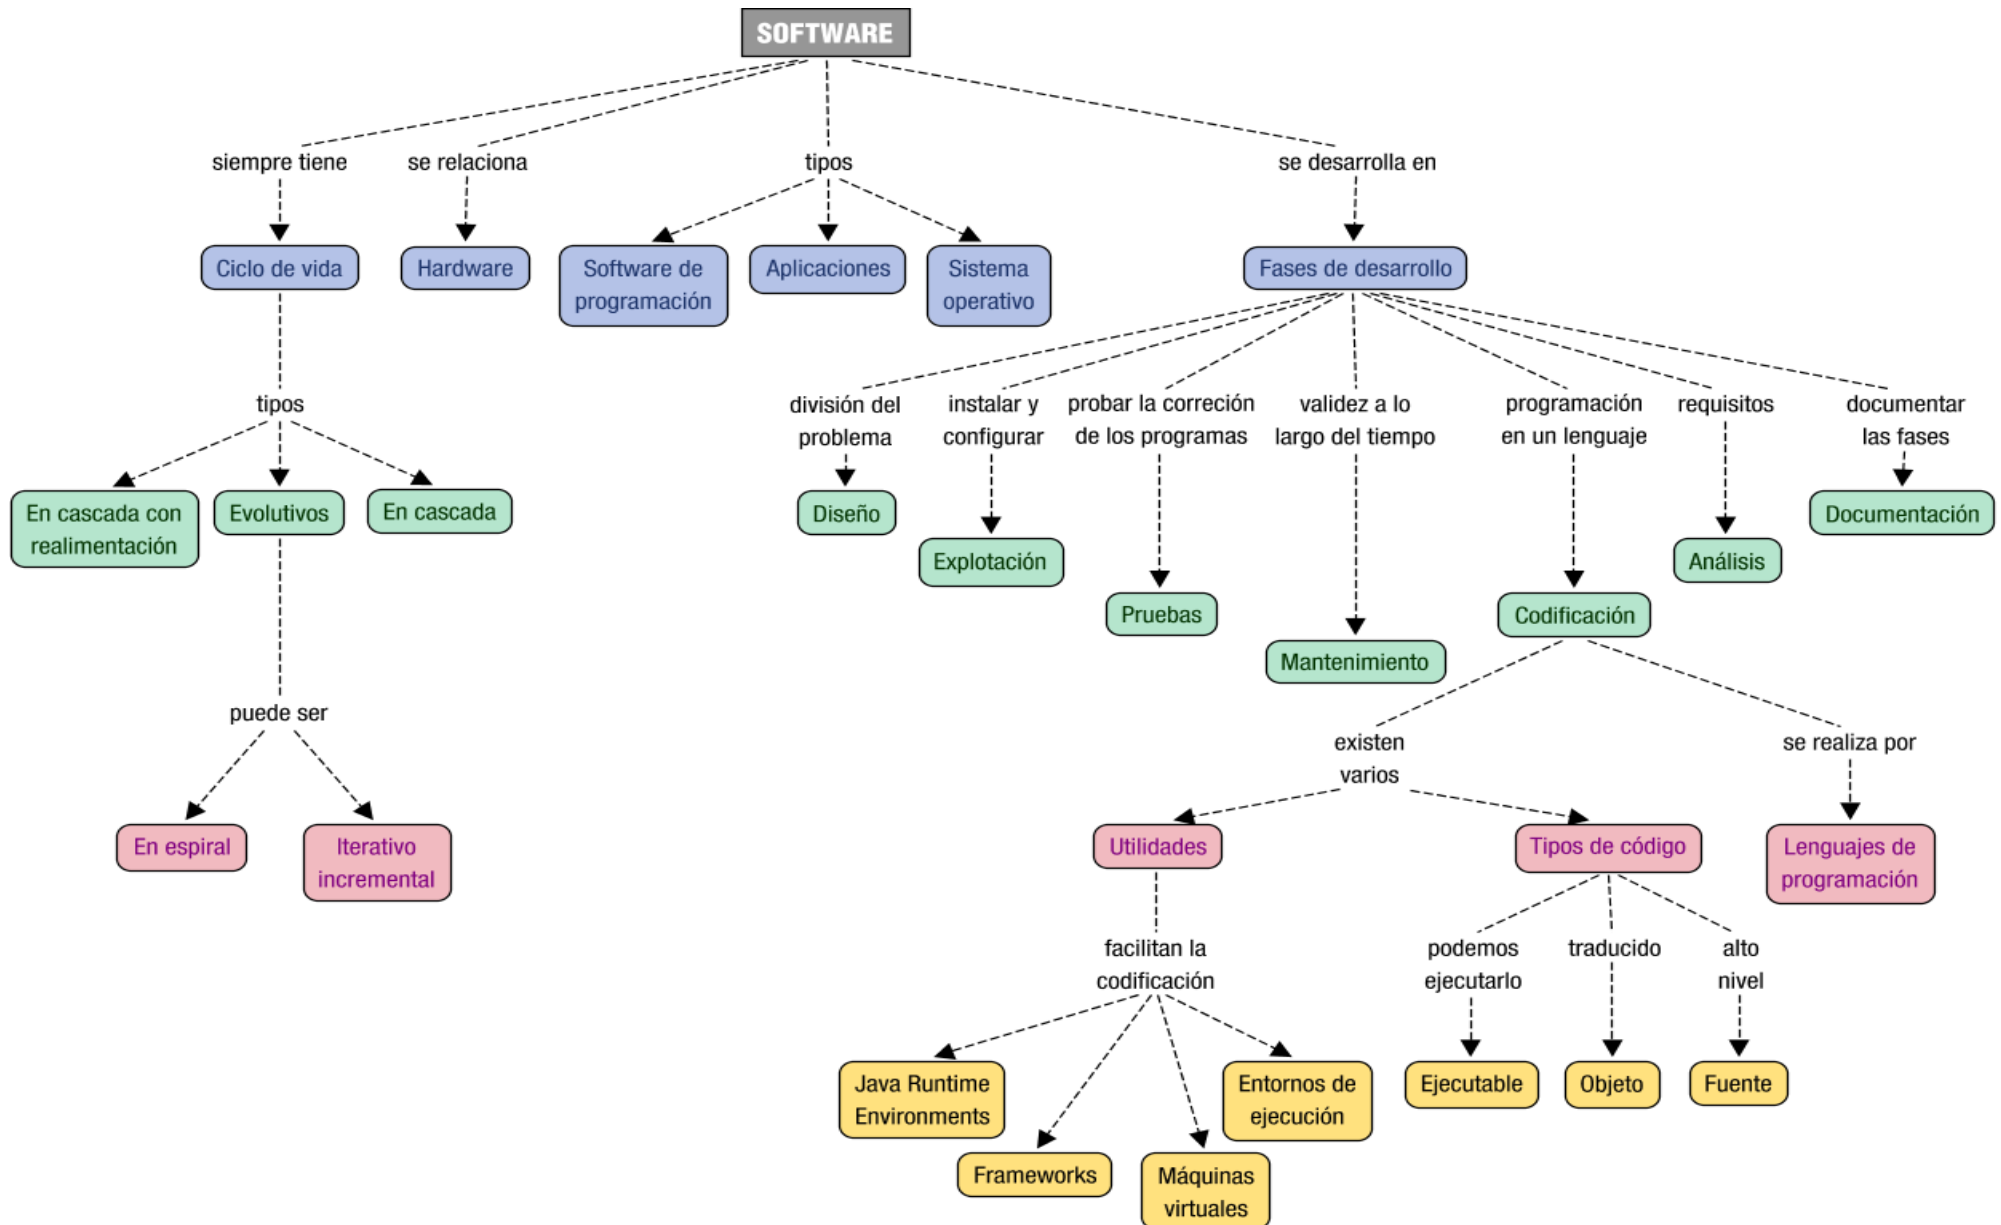 SOFTWARE
siempre tiene
se relaciona
tipos
se desarrolla en
Ciclo de vida
Hardware
Software de
programación
Aplicaciones
Sistema
operativo
Fases de desarrollo
tipos
división del
problema
instalar y
configurar
probar la correción
de los programas
validez a lo
largo del tiempo
programación
en un lenguaje
requisitos
documentar
las fases
En cascada con
realimentación
Evolutivos
En cascada
Diseño
Explotación
Pruebas
Mantenimiento
Codificación
Análisis
Documentación
puede ser
existen
varios
se realiza por
En espiral
Iterativo
incremental
Utilidades
Tipos de código
Lenguajes de
programación
facilitan la
codificación
podemos
ejecutarlo
traducido
alto
nivel
Java Runtime
Environments
Frameworks
Máquinas
virtuales
Entornos de
ejecución
Ejecutable
Objeto
Fuente